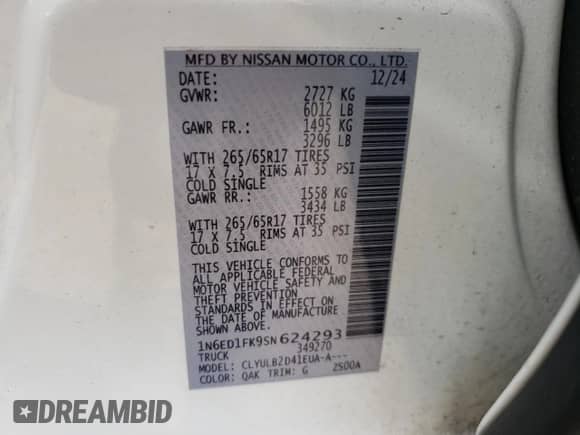 MFD BY NISSAN MOTOR CO., LTD.
DATE: 12/24
GVWR: 2727 KG
6012 LB
GAWR FR.: 1495 KG
3296 LB
WITH 265/65R17 TIRES
17 X 7.5 RIMS AT 35 PSI
COLD SINGLE
GAWR RR.: 1558 KG
3434 LB
WITH 265/65R17 TIRES
17 X 7.5 RIMS AT 35 PSI
COLD SINGLE
THIS VEHICLE CONFORMS TO
ALL APPLICABLE FEDERAL
MOTOR VEHICLE SAFETY AND
THEFT PREVENTION
STANDARDS IN EFFECT ON THE
DATE OF MANUFACTURE
SHOWN ABOVE.
1N6ED1FK9SN624293
TRUCK 349270
MODEL: CLYULB2D41EUA-A---
COLOR: QAK TRIM: G 2500A
DREAMBID